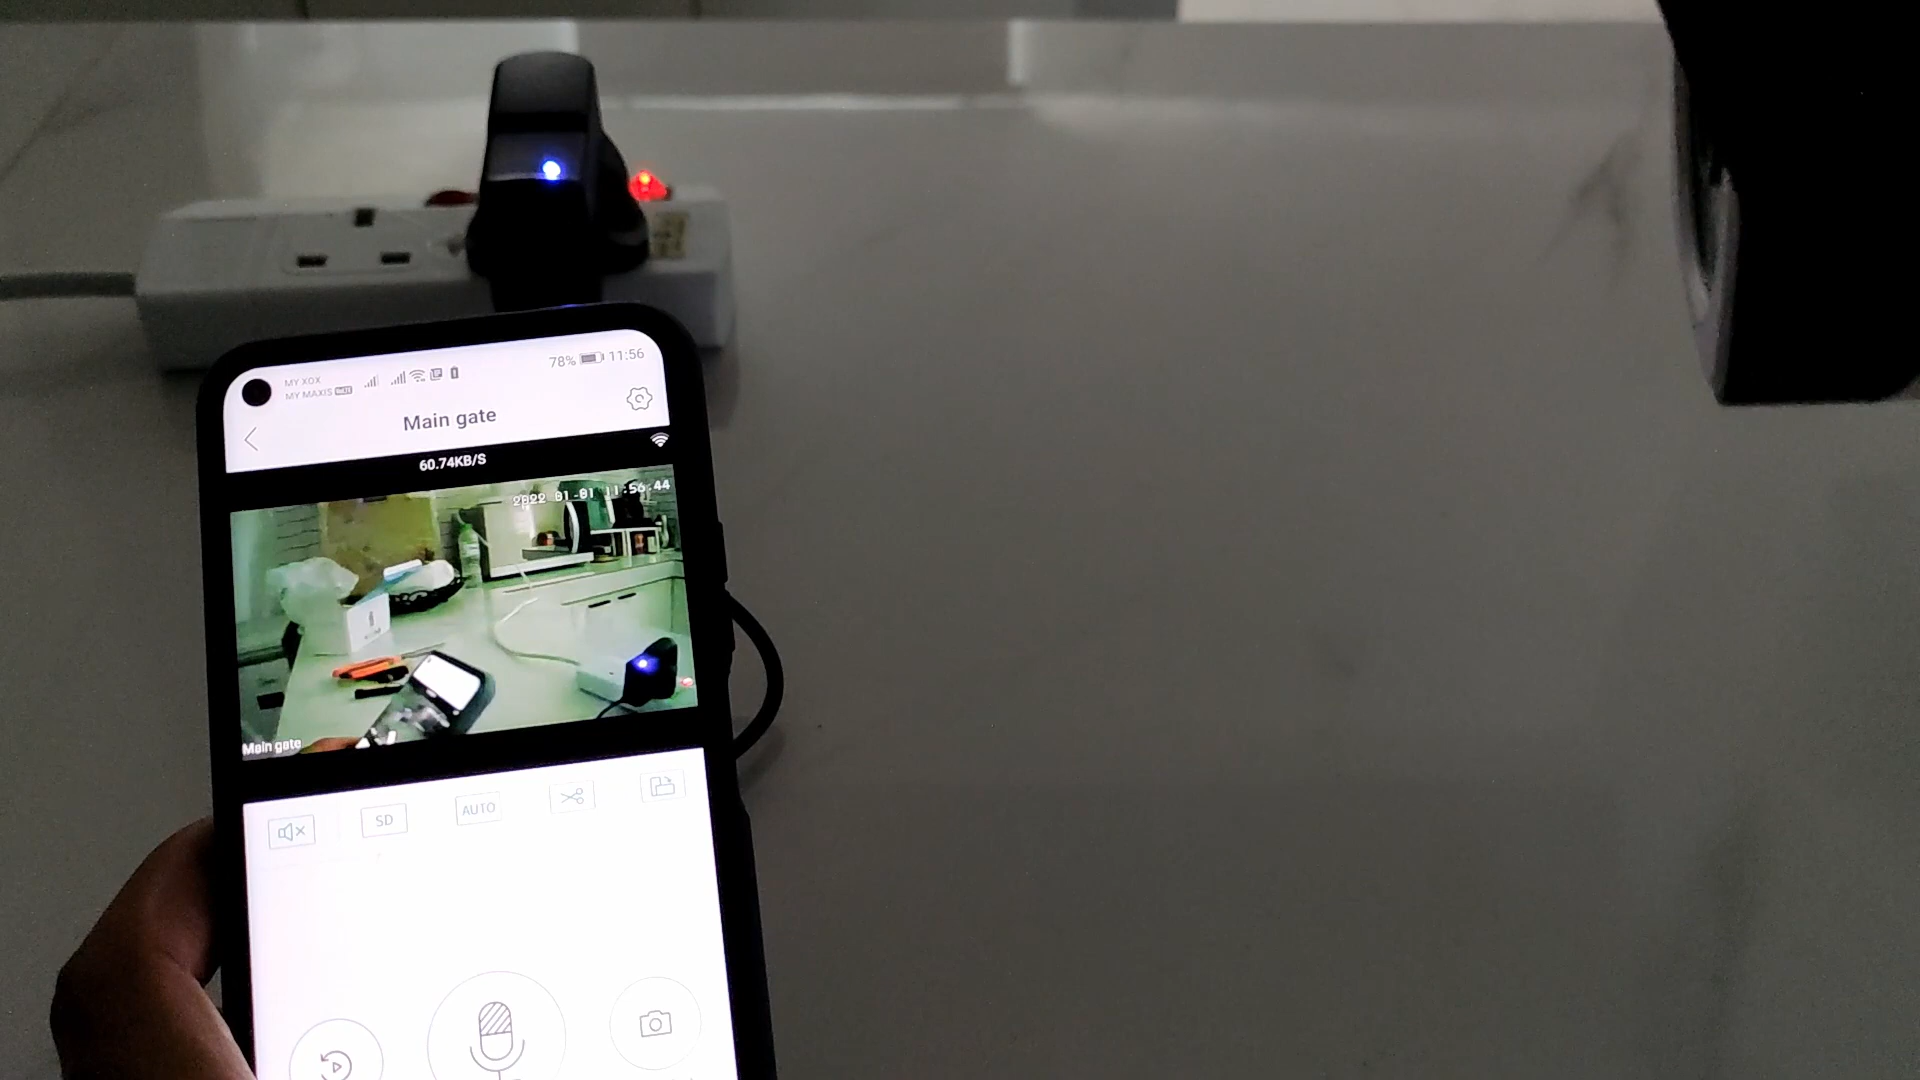 MY XOX
MY MAXIS VoLTE
78% 11:56
Main gate
60.74KB/S
2022-01-01 11:56:44
Main gate
SD
AUTO